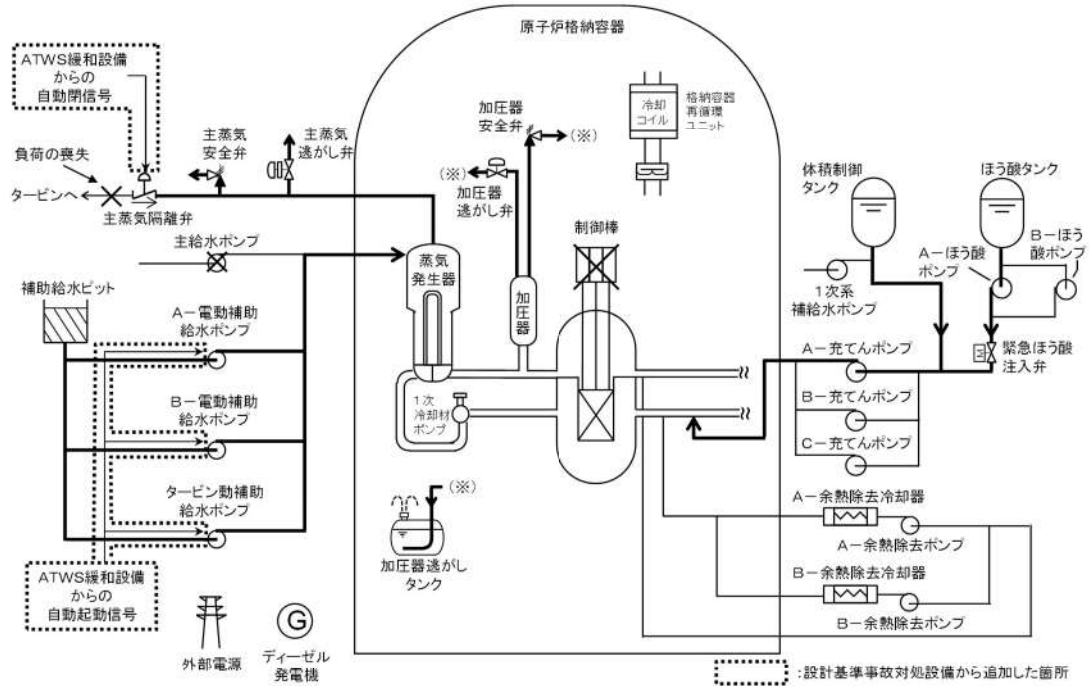 原子炉格納容器
ATWS緩和設備
からの
自動閉信号
負荷の喪失
タービンへ
主蒸気隔離弁
主蒸気
安全弁
主蒸気
逃がし弁
主給水ポンプ
補助給水ピット
A－電動補助
給水ポンプ
B－電動補助
給水ポンプ
タービン動補助
給水ポンプ
ATWS緩和設備
からの
自動起動信号
外部電源
G
ディーゼル
発電機
加圧器
安全弁
(※)
(※)
加圧器
逃がし弁
冷却
コイル
格納容器
再循環
ユニット
制御棒
蒸気
発生器
加圧器
1次
冷却材
ポンプ
(※)
加圧器逃がし
タンク
体積制御
タンク
ほう酸タンク
A－ほう酸
ポンプ
B－ほう
酸ポンプ
1次系
補給水ポンプ
M
緊急ほう酸
注入弁
A－充てんポンプ
B－充てんポンプ
C－充てんポンプ
A－余熱除去冷却器
A－余熱除去ポンプ
B－余熱除去冷却器
B－余熱除去ポンプ
:設計基準事故対処設備から追加した箇所